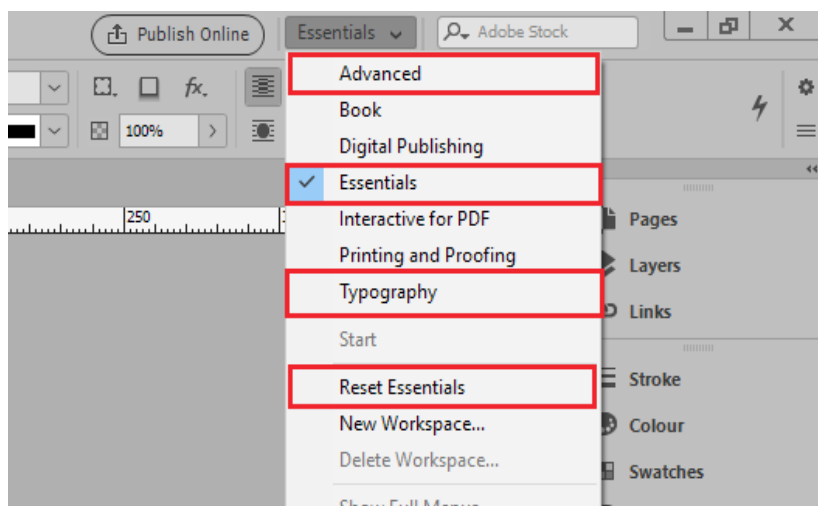 Publish Online
Essentials
Adobe Stock
Advanced
Book
100%
Digital Publishing
Essentials
250
Interactive for PDF
Pages
Printing and Proofing
Layers
Typography
Links
Start
Reset Essentials
Stroke
New Workspace...
Colour
Delete Workspace...
Swatches